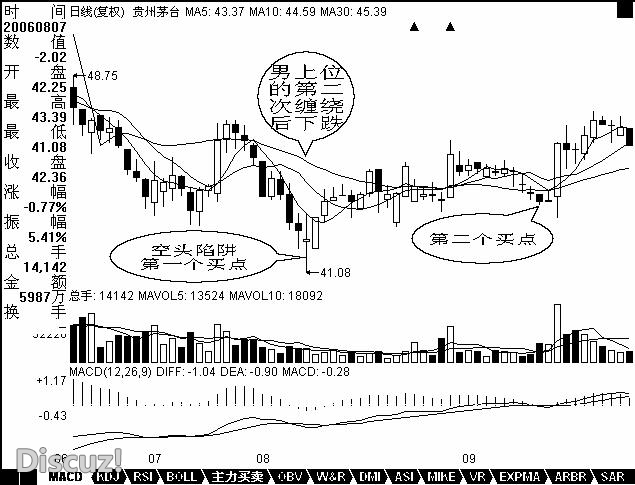 时 间 日线(复权) 贵州茅台 MA5: 43.37 MA10: 44.59 MA30: 45.39
20060807
数 值
-2.02
开 盘
42.25
最 高
43.39
最 低
41.08
收 盘
42.36
涨 幅
-0.77%
振 幅
5.41%
总 手
14,142
金 额
5987万
换 手
48.75
男上位
的第二
次缠绕
后下跌
空头陷阱
第一个买点
41.08
第二个买点
总手: 14142 MAVOL5: 13524 MAVOL10: 18092
MACD(12,26,9) DIFF: -1.04 DEA: -0.90 MACD: -0.28
+1.17
-0.43
06 07 08 09
Discuz!
MACD KDJ RSI BOLL 主力买卖 OBV W&R DMI ASI MIKE VR EXPMA ARBR SAR